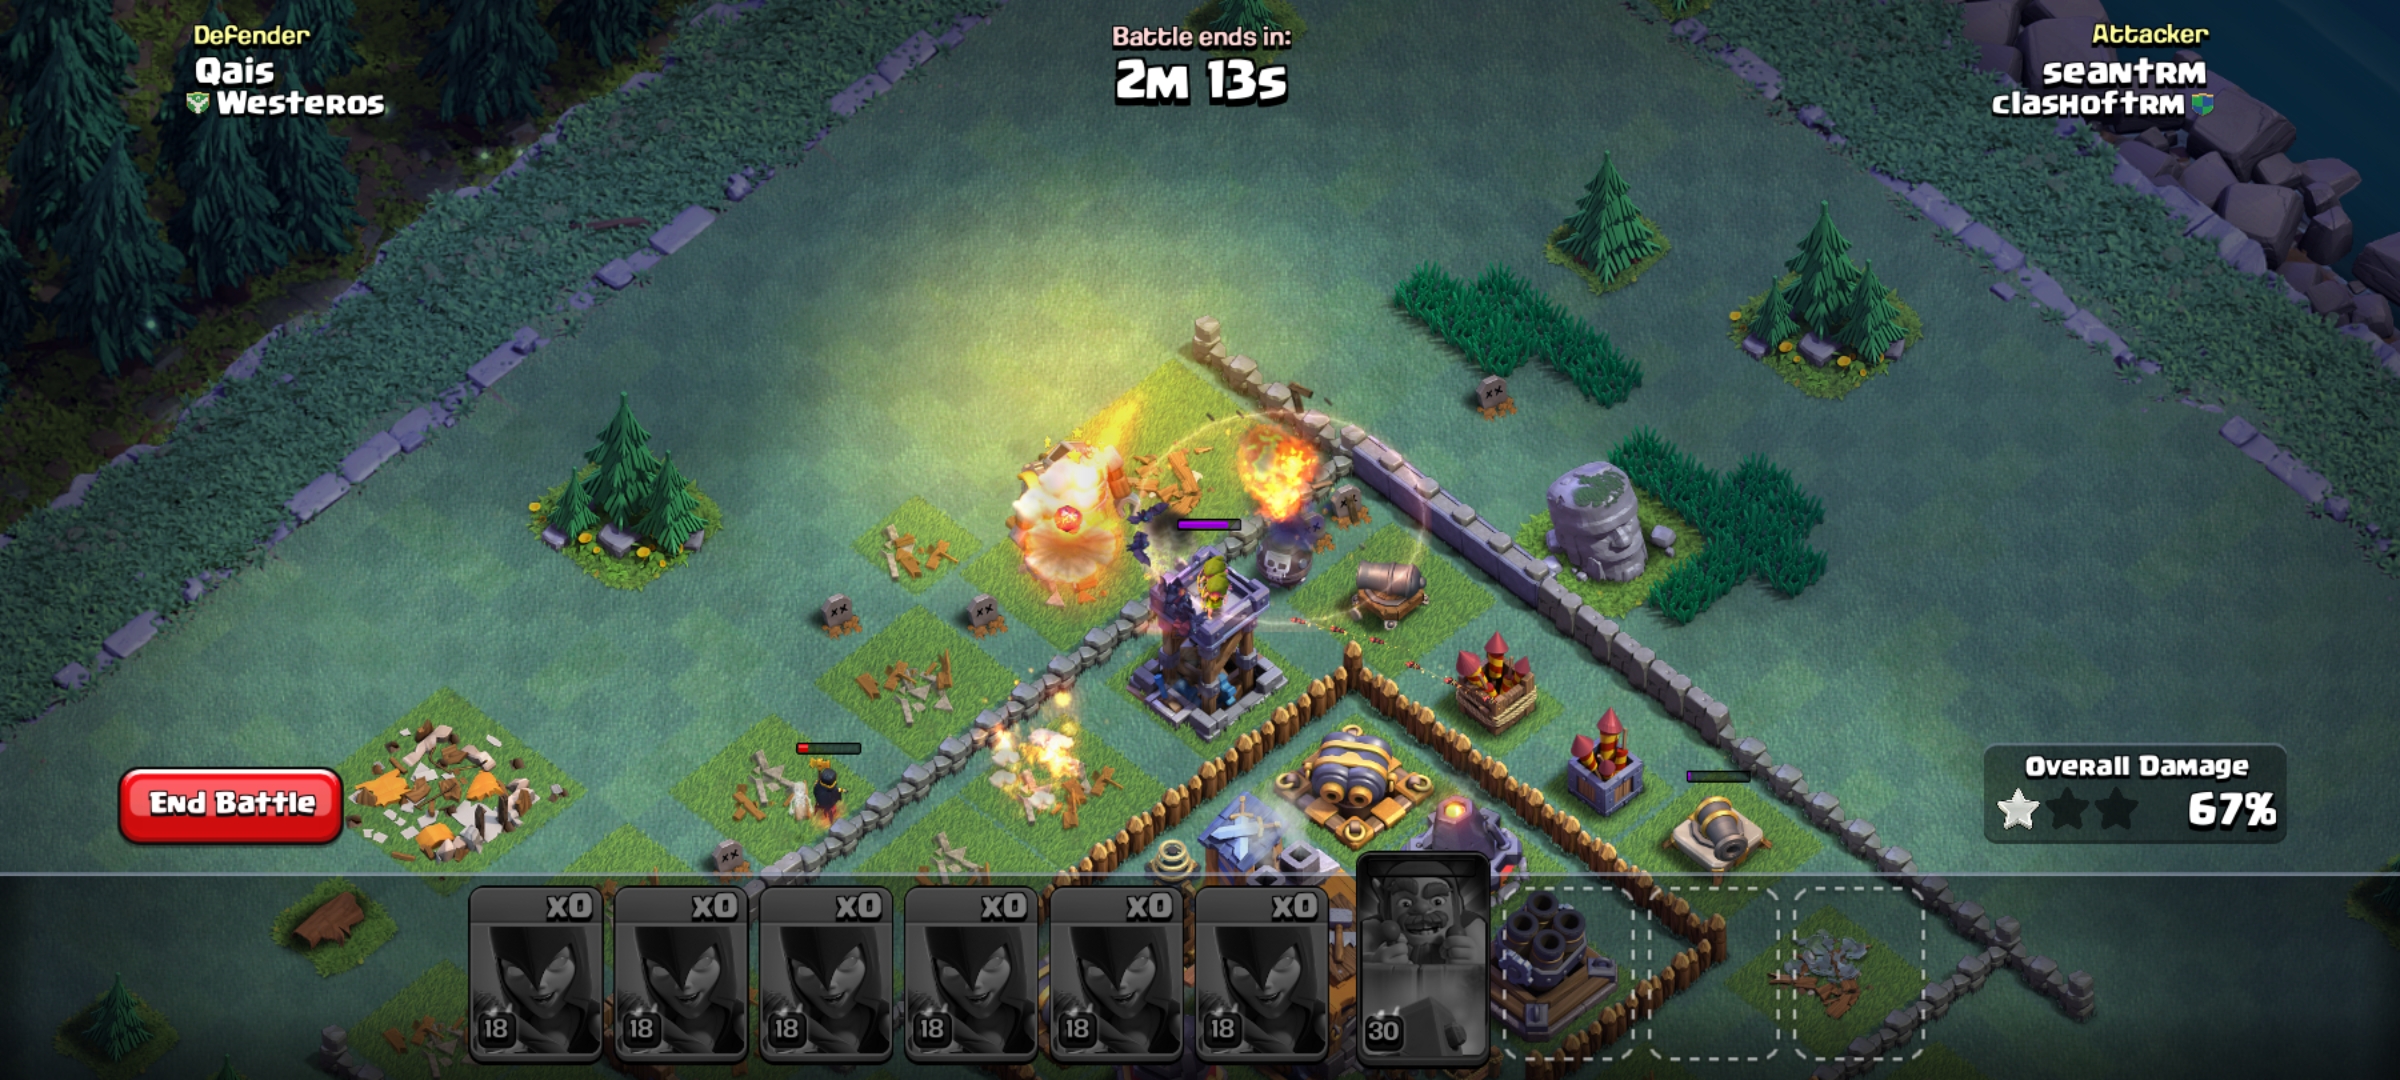 Defender
Qais
Westeros
Battle ends in:
2M 13s
Attacker
seantrm
clashoftrm
End Battle
Overall Damage
67%
x0
x0
x0
x0
x0
x0
18
18
18
18
18
18
30